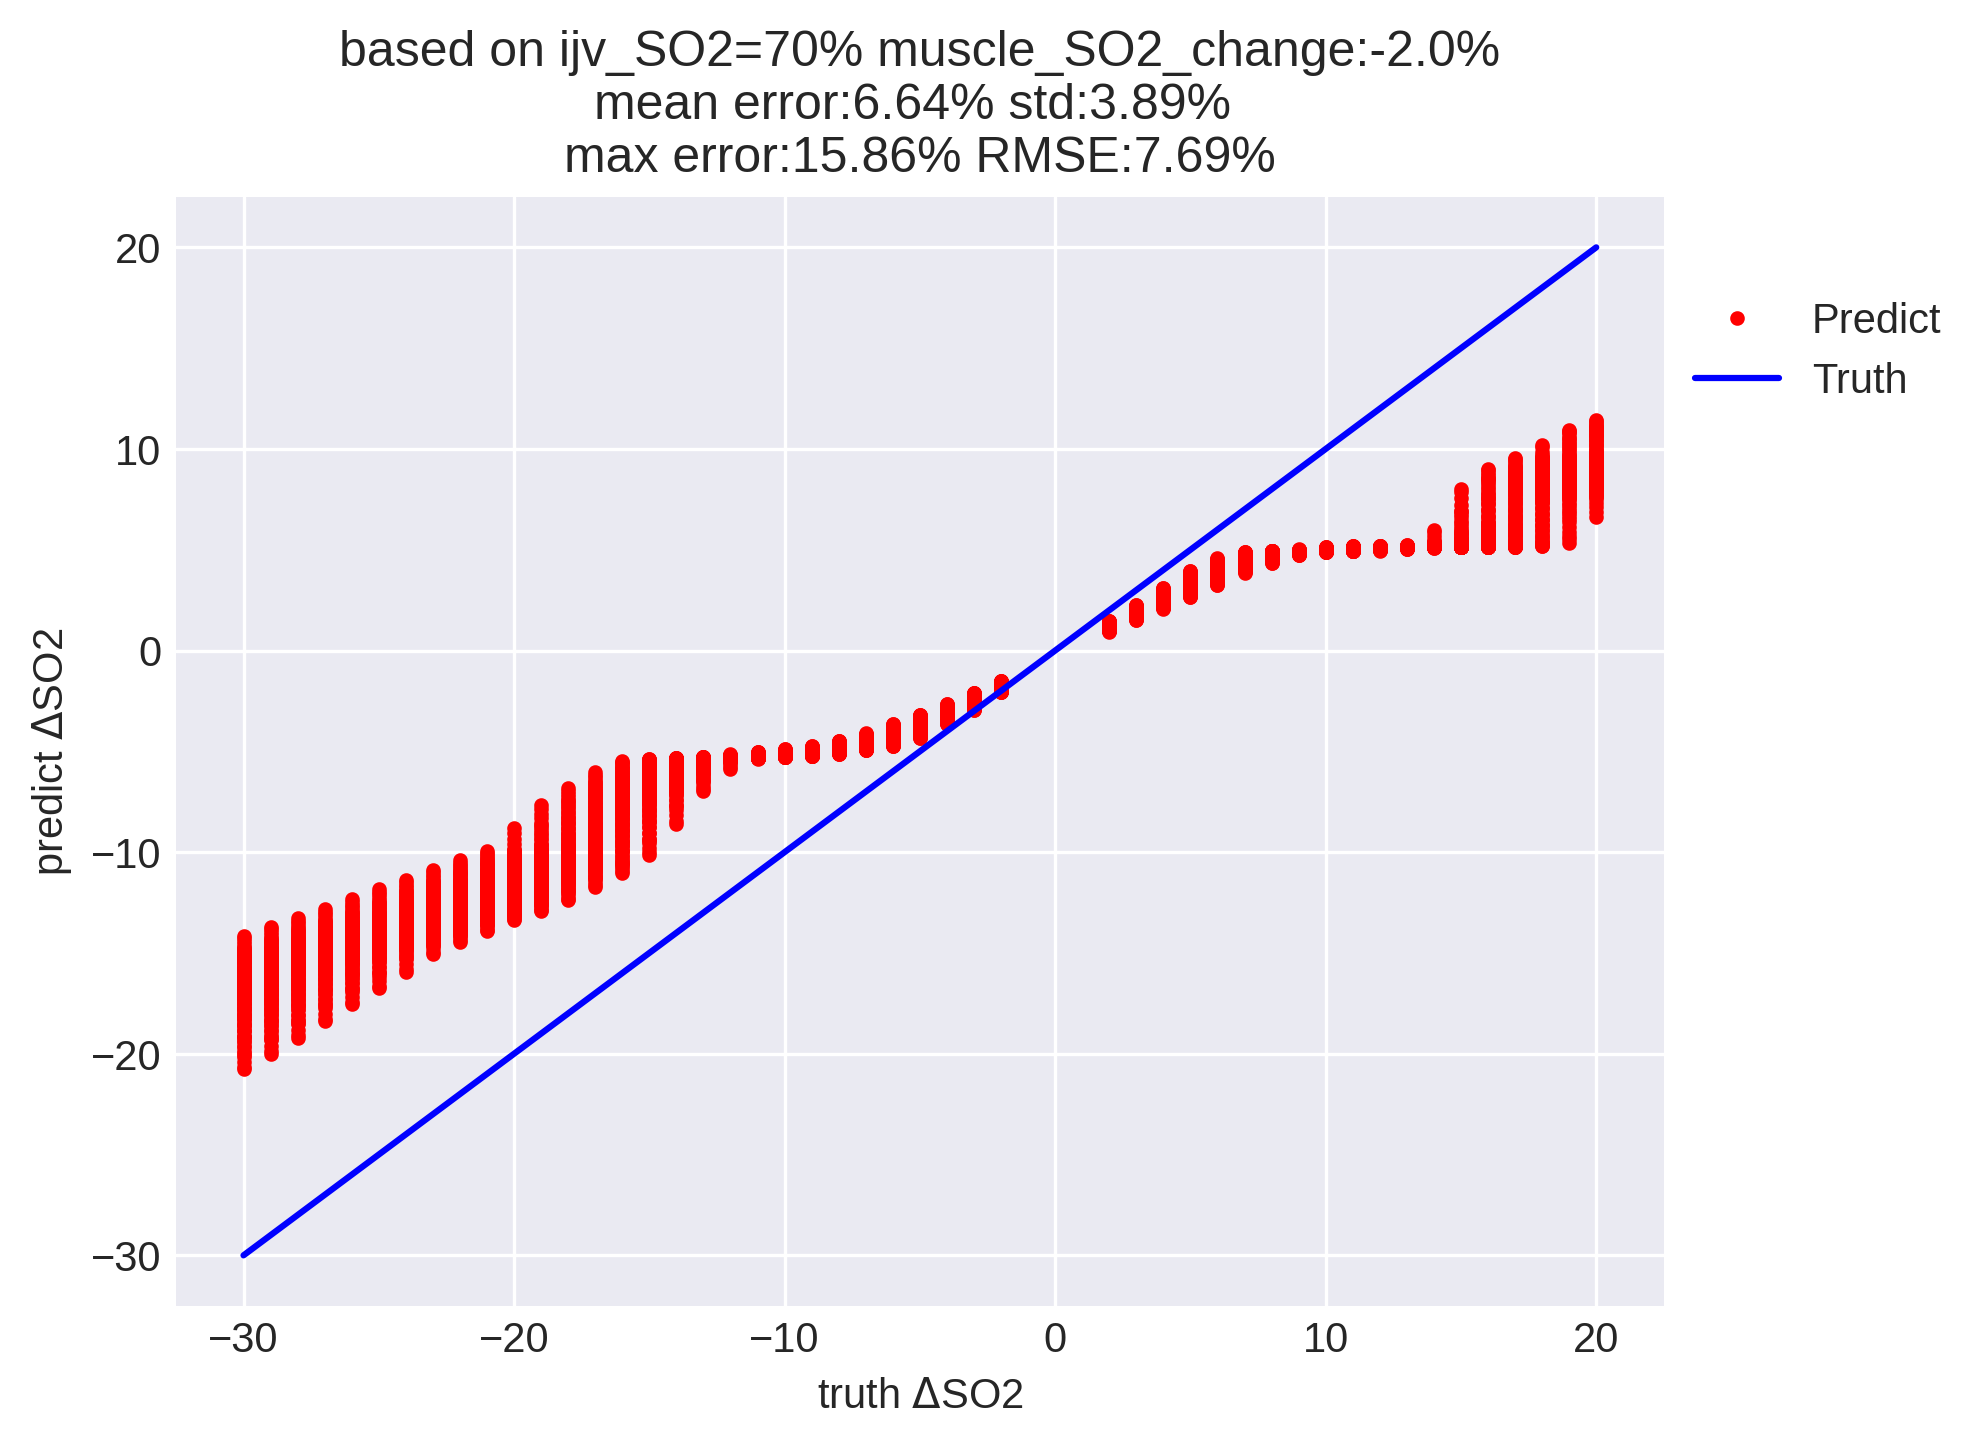 based on ijv_SO2=70% muscle_SO2_change:-2.0%
mean error:6.64% std:3.89%
max error:15.86% RMSE:7.69%
20
10
0
−10
−20
−30
predict ΔSO2
−30
−20
−10
0
10
20
truth ΔSO2
Predict
Truth